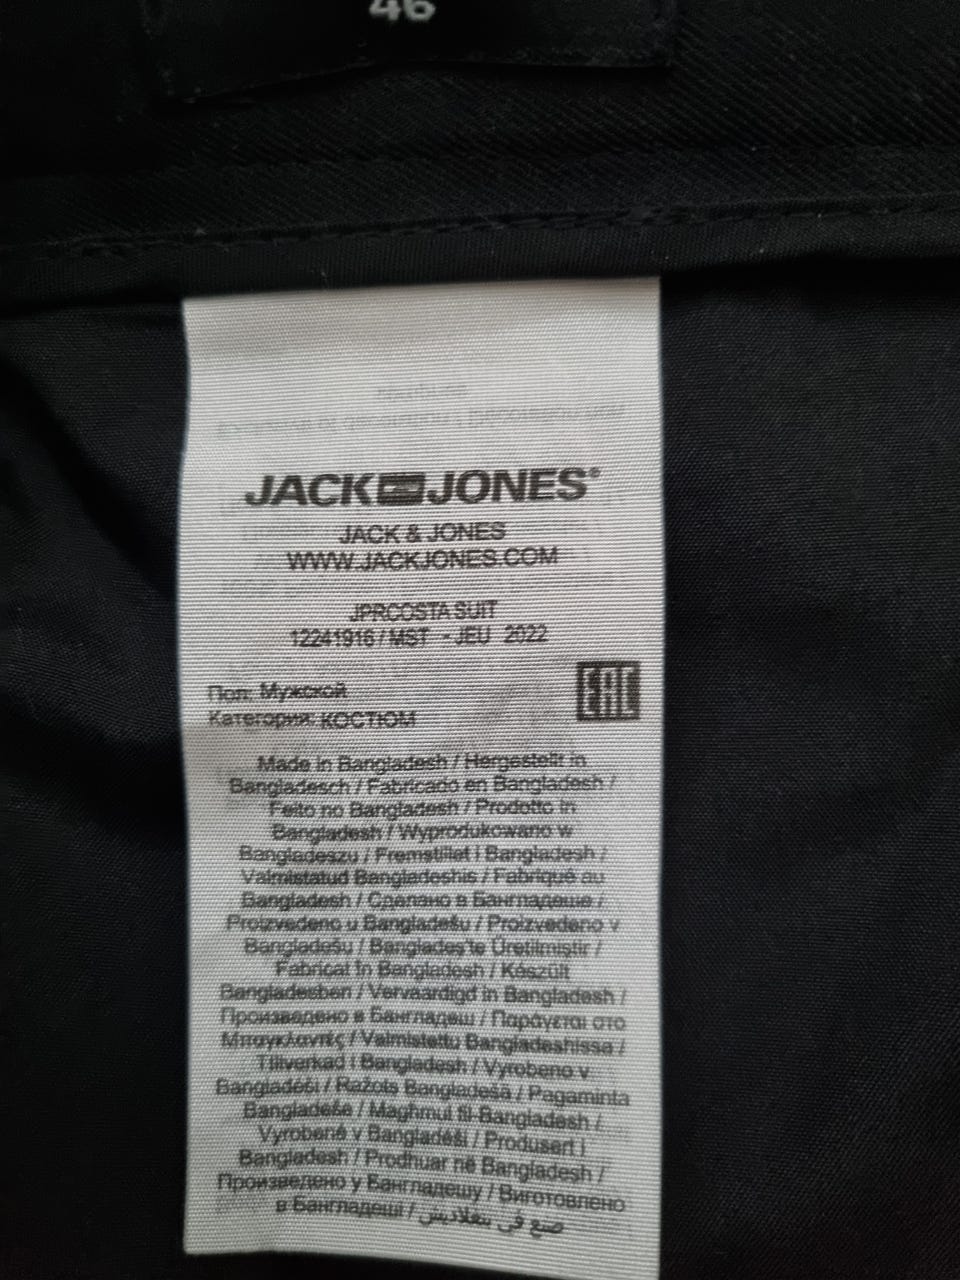 46
JACK JONES®
JACK & JONES
WWW.JACKJONES.COM
JPRCOSTA SUIT
12241916 / MST - JEU 2022
Пол: Мужской
Категория: КОСТЮМ
EAC
Made in Bangladesh / Hergestellt in
Bangladesch / Fabricado en Bangladesh /
Feito no Bangladesh / Prodotto in
Bangladesh / Wyprodukowano w
Bangladeszu / Fremstillet i Bangladesh /
Valmistatud Bangladeshis / Fabriqué au
Bangladesh / Сделано в Бангладеше /
Proizvedeno u Bangladešu / Proizvedeno v
Bangladešu / Bangladeş'te Üretilmiştir /
Fabricat în Bangladesh / Készült
Bangladesben / Vervaardigd in Bangladesh /
Произведено в Бангладеш / Παράγεται στο
Μπαγκλαντές / Valmistettu Bangladeshissa /
Tillverkad i Bangladesh / Vyrobeno v
Bangladéši / Ražots Bangladešā / Pagaminta
Bangladeše / Magħmul fil-Bangladesh /
Vyrobené v Bangladéši / Produsert i
Bangladesh / Prodhuar në Bangladesh /
Произведено у Бангладешу / Виготовлено
в Бангладеші / صنع في بنغلاديش